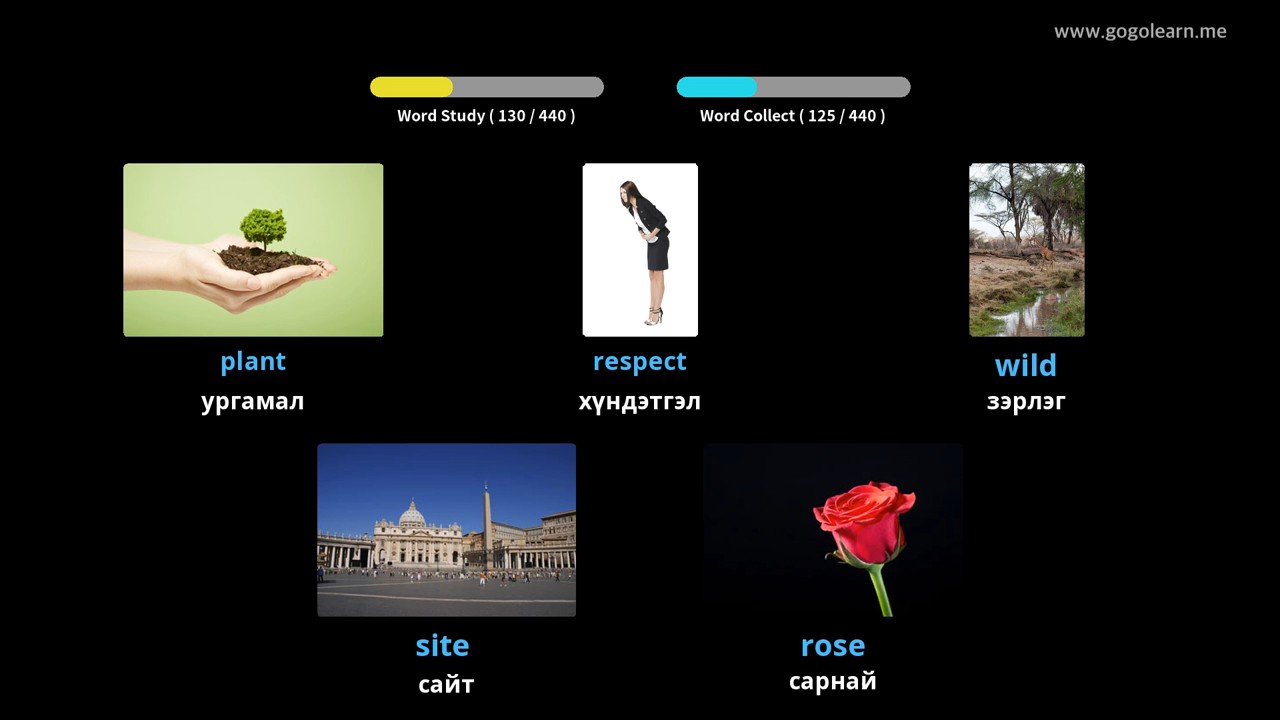 www.gogolearn.me
Word Study ( 130 / 440 )
Word Collect ( 125 / 440 )
plant
respect
wild
ургамал
хүндэтгэл
зэрлэг
site
rose
сайт
сарнай